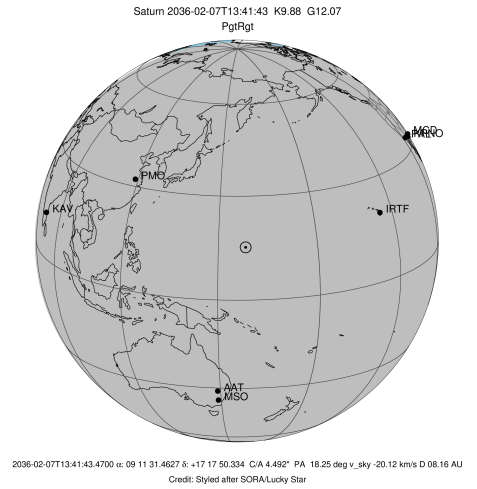 Saturn 2036-02-07T13:41:43 K9.88 G12.07
PgtRgt
PMO
KAV
IRTF
AAT
MSO
2036-02-07T13:41:43.4700 α: 09 11 31.4627 δ: +17 17 50.334 C/A 4.492" PA 18.25 deg v_sky -20.12 km/s D 08.16 AU
Credit: Styled after SORA/Lucky Star